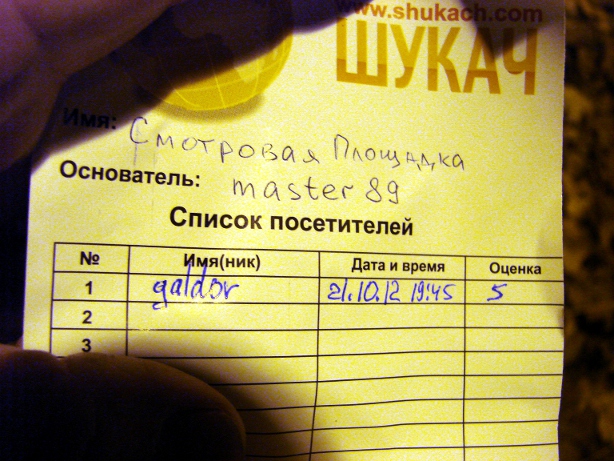 www.shukach.com
ШУКАЧ
Имя: Смотровая Площадка
Основатель: master 89
Список посетителей
№ Имя(ник) Дата и время Оценка
1 galdor 21.10.12 19:45 5
2
3